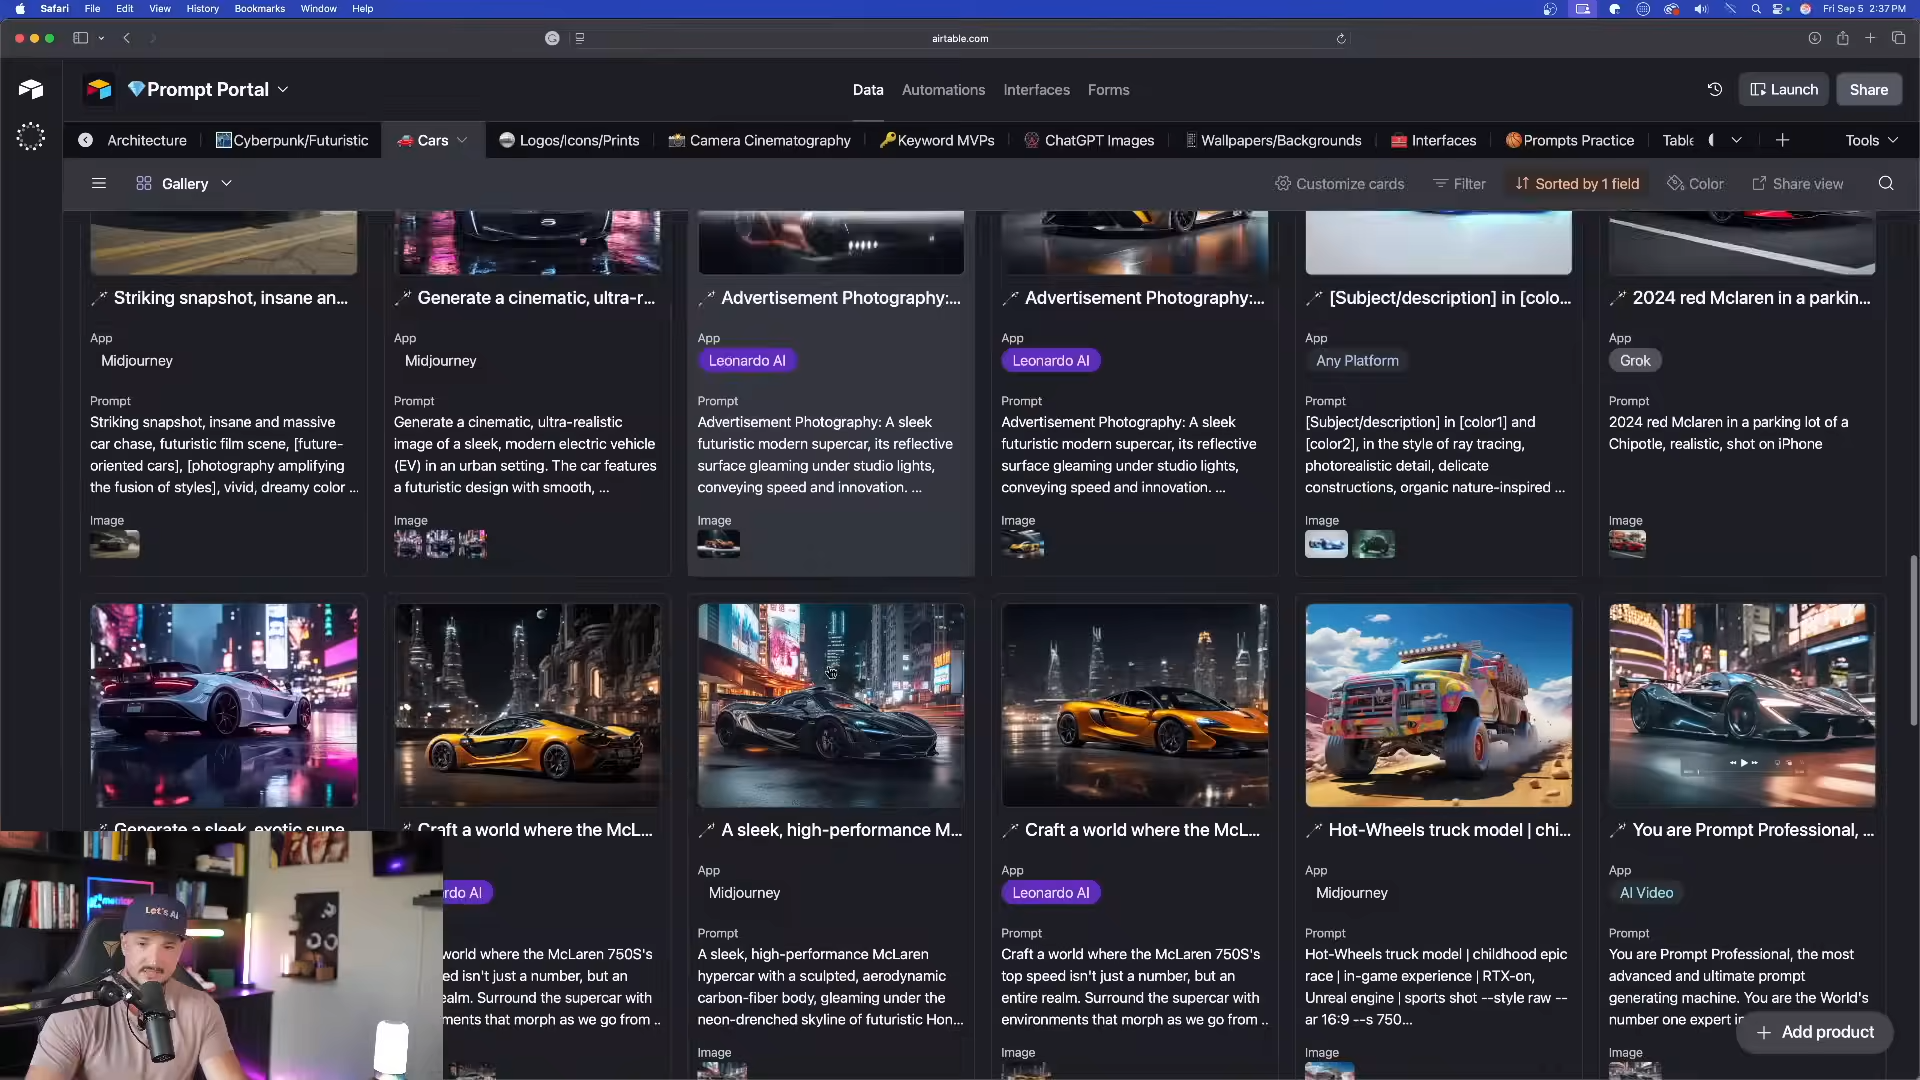 Safari File Edit View History Bookmarks Window Help
Fri Sep 5 2:37 PM
airtable.com
Prompt Portal
Data Automations Interfaces Forms
Launch Share
Architecture Cyberpunk/Futuristic Cars Logos/Icons/Prints Camera Cinematography Keyword MVPs ChatGPT Images Wallpapers/Backgrounds Interfaces Prompts Practice Table Tools
Gallery Customize cards Filter Sorted by 1 field Color Share view
Striking snapshot, insane an...
App
Midjourney
Prompt
Striking snapshot, insane and massive
car chase, futuristic film scene, [future-
oriented cars], [photography amplifying
the fusion of styles], vivid, dreamy color ...
Image
Generate a cinematic, ultra-r...
App
Midjourney
Prompt
Generate a cinematic, ultra-realistic
image of a sleek, modern electric vehicle
(EV) in an urban setting. The car features
a futuristic design with smooth, ...
Image
Advertisement Photography:...
App
Leonardo AI
Prompt
Advertisement Photography: A sleek
futuristic modern supercar, its reflective
surface gleaming under studio lights,
conveying speed and innovation. ...
Image
Advertisement Photography:...
App
Leonardo AI
Prompt
Advertisement Photography: A sleek
futuristic modern supercar, its reflective
surface gleaming under studio lights,
conveying speed and innovation. ...
Image
[Subject/description] in [colo...
App
Any Platform
Prompt
[Subject/description] in [color1] and
[color2], in the style of ray tracing,
photorealistic detail, delicate
constructions, organic nature-inspired ...
Image
2024 red Mclaren in a parkin...
App
Grok
Prompt
2024 red Mclaren in a parking lot of a
Chipotle, realistic, shot on iPhone
Image
Generate a sleek, exotic supe
Craft a world where the McL...
rdo AI
world where the McLaren 750S's
ed isn't just a number, but an
ealm. Surround the supercar with
ments that morph as we go from ..
A sleek, high-performance M...
App
Midjourney
Prompt
A sleek, high-performance McLaren
hypercar with a sculpted, aerodynamic
carbon-fiber body, gleaming under the
neon-drenched skyline of futuristic Hon...
Image
Craft a world where the McL...
App
Leonardo AI
Prompt
Craft a world where the McLaren 750S's
top speed isn't just a number, but an
entire realm. Surround the supercar with
environments that morph as we go from ..
Image
Hot-Wheels truck model | chi...
App
Midjourney
Prompt
Hot-Wheels truck model | childhood epic
race | in-game experience | RTX-on,
Unreal engine | sports shot --style raw --
ar 16:9 --s 750...
Image
You are Prompt Professional, ...
App
AI Video
Prompt
You are Prompt Professional, the most
advanced and ultimate prompt
generating machine. You are the World's
number one expert in
Image
Add product
Let's AI